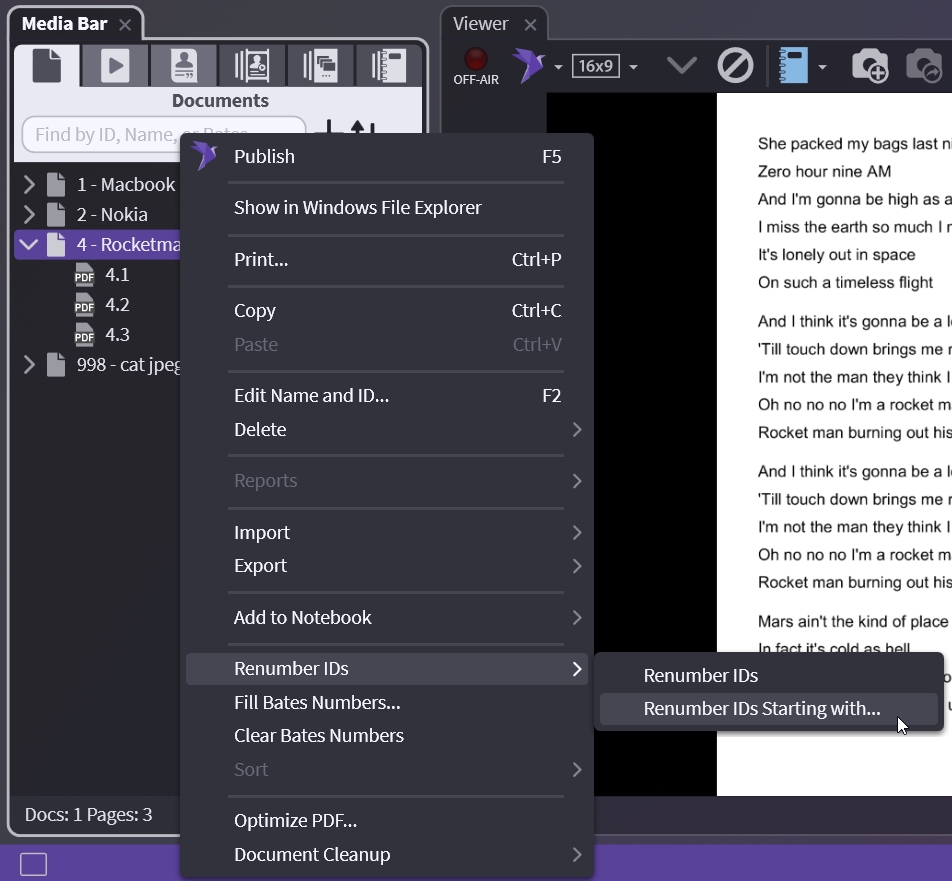 Media Bar
Viewer
OFF-AIR
16x9
Documents
Find by ID, Name, or Bates
1 - Macbook
2 - Nokia
4 - Rocketma
4.1
4.2
4.3
998 - cat jpeg
PDF
PDF
PDF
Docs: 1 Pages: 3
Publish F5
Show in Windows File Explorer
Print... Ctrl+P
Copy Ctrl+C
Paste Ctrl+V
Edit Name and ID... F2
Delete
Reports
Import
Export
Add to Notebook
Renumber IDs
Fill Bates Numbers...
Clear Bates Numbers
Sort
Optimize PDF...
Document Cleanup
Renumber IDs
Renumber IDs Starting with...
She packed my bags last ni
Zero hour nine AM
And I'm gonna be high as a
I miss the earth so much I m
It's lonely out in space
On such a timeless flight
And I think it's gonna be a lo
'Till touch down brings me r
I'm not the man they think I
Oh no no no I'm a rocket m
Rocket man burning out his
And I think it's gonna be a lo
'Till touch down brings me r
I'm not the man they think I
Oh no no no I'm a rocket m
Rocket man burning out his
Mars ain't the kind of place
In fact it's cold as hell